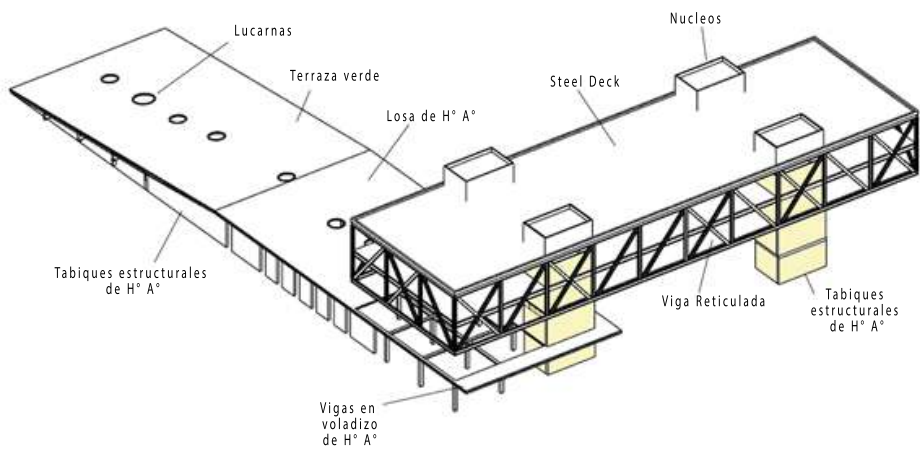 Nucleos
Lucarnas
Terraza verde
Steel Deck
Losa de H° A°
Tabiques estructurales
de H° A°
Viga Reticulada
Tabiques
estructurales
de H° A°
Vigas en
voladizo
de H° A°